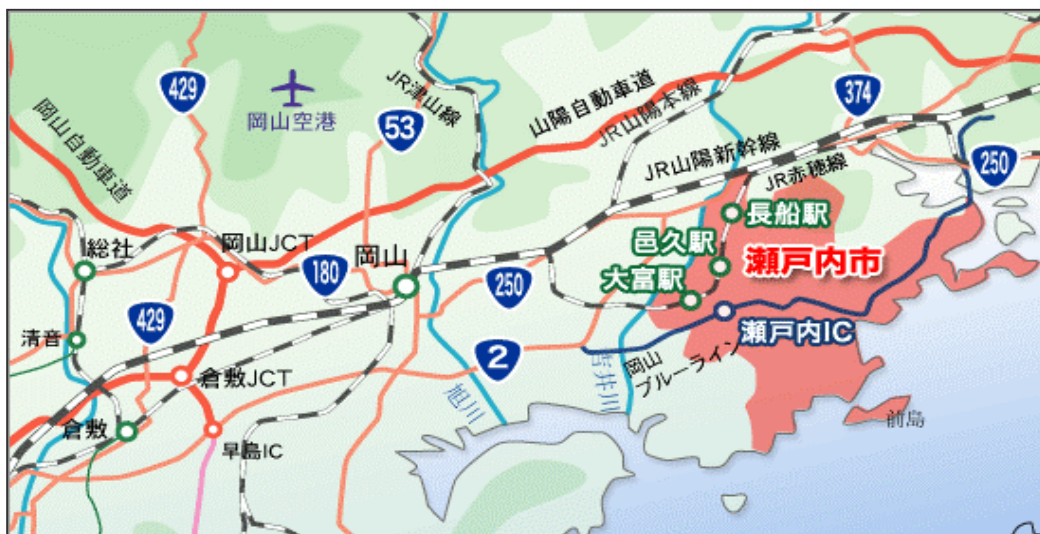 429
岡山空港
53
JR津山線
山陽自動車道
JR山陽本線
374
岡山自動車道
JR山陽新幹線
JR赤穂線
250
長船駅
総社
岡山JCT
岡山
邑久駅
瀬戸内市
180
250
大富駅
清音
429
瀬戸内IC
2
岡山
ブルーライン
吉井川
旭川
倉敷JCT
倉敷
早島IC
前島